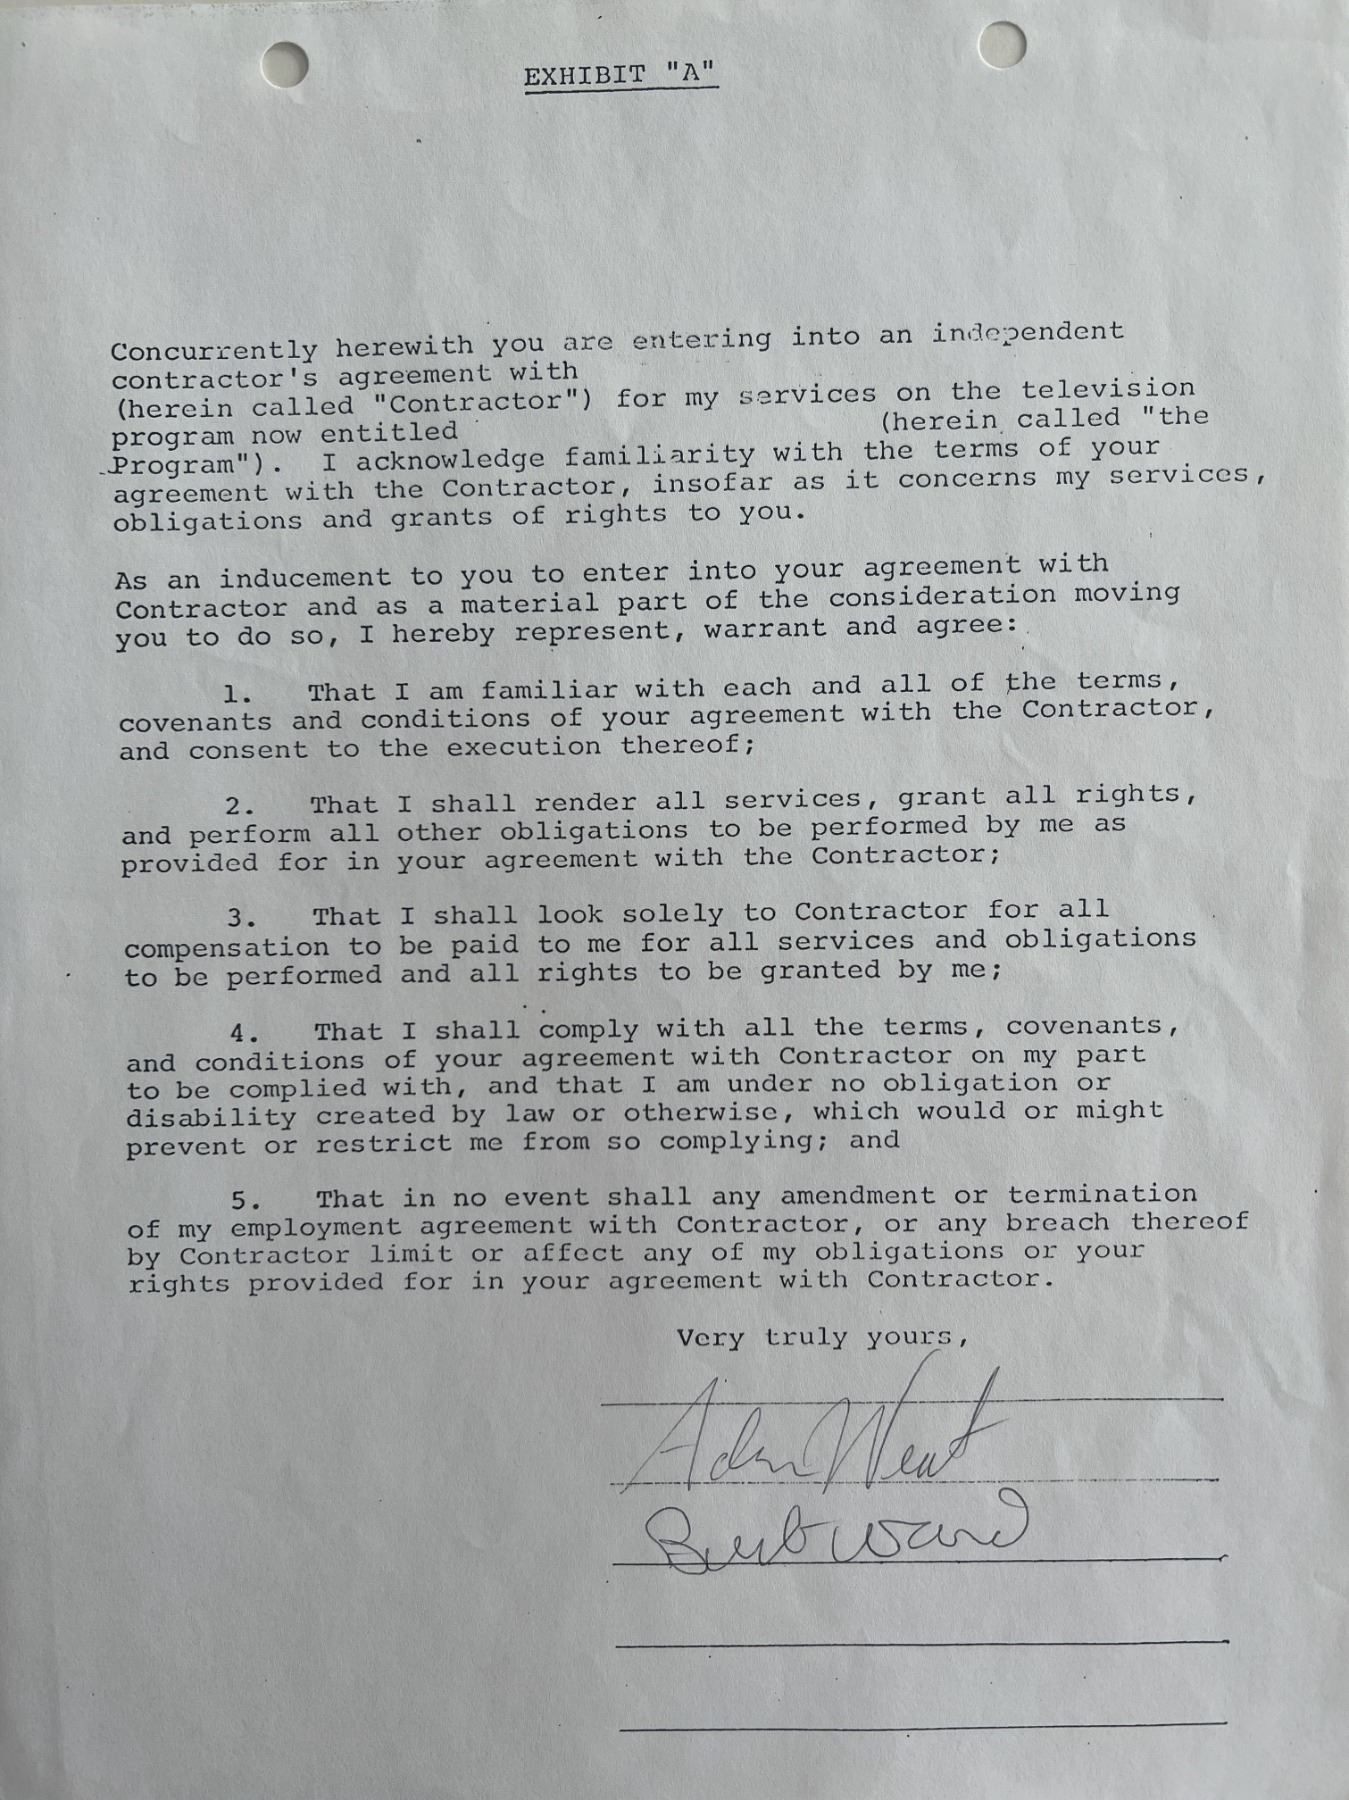 EXHIBIT "A"
Concurrently herewith you are entering into an independent
contractor's agreement with
(herein called "Contractor") for my services on the television
program now entitled (herein called "the
Program"). I acknowledge familiarity with the terms of your
agreement with the Contractor, insofar as it concerns my services,
obligations and grants of rights to you.
As an inducement to you to enter into your agreement with
Contractor and as a material part of the consideration moving
you to do so, I hereby represent, warrant and agree:
1. That I am familiar with each and all of the terms,
covenants and conditions of your agreement with the Contractor,
and consent to the execution thereof;
2. That I shall render all services, grant all rights,
and perform all other obligations to be performed by me as
provided for in your agreement with the Contractor;
3. That I shall look solely to Contractor for all
compensation to be paid to me for all services and obligations
to be performed and all rights to be granted by me;
4. That I shall comply with all the terms, covenants,
and conditions of your agreement with Contractor on my part
to be complied with, and that I am under no obligation or
disability created by law or otherwise, which would or might
prevent or restrict me from so complying; and
5. That in no event shall any amendment or termination
of my employment agreement with Contractor, or any breach thereof
by Contractor limit or affect any of my obligations or your
rights provided for in your agreement with Contractor.
Very truly yours,
Adam West
Burt Ward